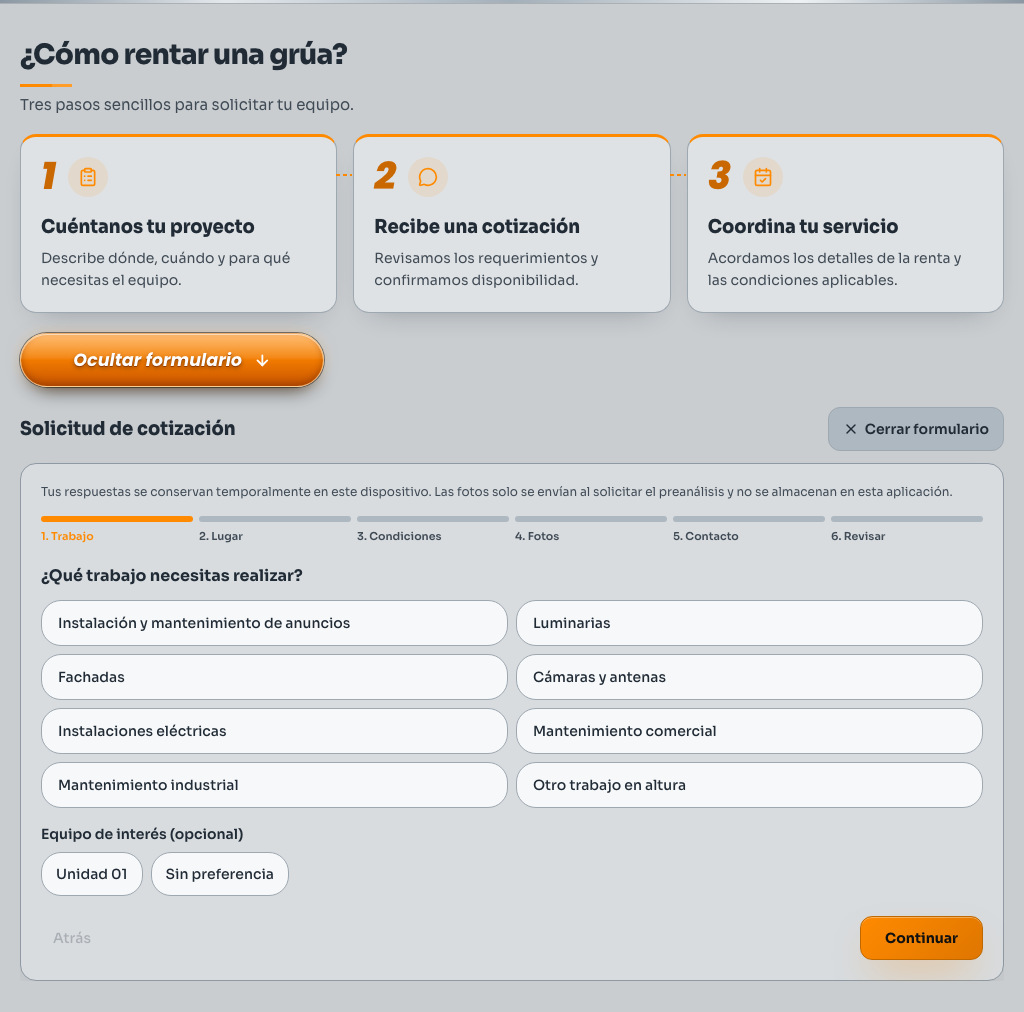 ¿Cómo rentar una grúa?
Tres pasos sencillos para solicitar tu equipo.
1
Cuéntanos tu proyecto
Describe dónde, cuándo y para qué
necesitas el equipo.
2
Recibe una cotización
Revisamos los requerimientos y
confirmamos disponibilidad.
3
Coordina tu servicio
Acordamos los detalles de la renta y
las condiciones aplicables.
Ocultar formulario ↓
Solicitud de cotización
× Cerrar formulario
Tus respuestas se conservan temporalmente en este dispositivo. Las fotos solo se envían al solicitar el preanálisis y no se almacenan en esta aplicación.
1. Trabajo
2. Lugar
3. Condiciones
4. Fotos
5. Contacto
6. Revisar
¿Qué trabajo necesitas realizar?
Instalación y mantenimiento de anuncios
Luminarias
Fachadas
Cámaras y antenas
Instalaciones eléctricas
Mantenimiento comercial
Mantenimiento industrial
Otro trabajo en altura
Equipo de interés (opcional)
Unidad 01
Sin preferencia
Atrás
Continuar